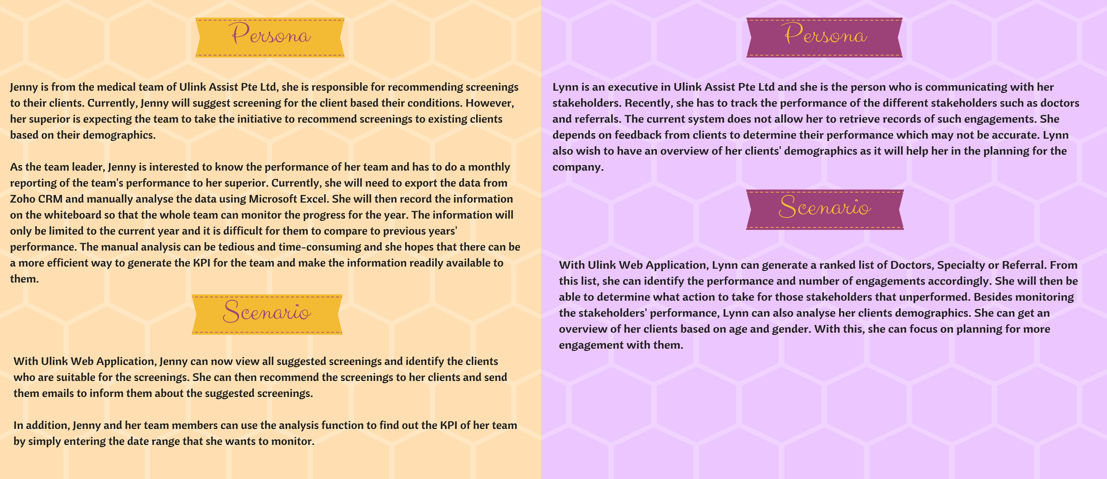 Persona
Jenny is from the medical team of Ulink Assist Pte Ltd, she is responsible for recommending screenings
to their clients. Currently, Jenny will suggest screening for the client based their conditions. However,
her superior is expecting the team to take the initiative to recommend screenings to existing clients
based on their demographics.
As the team leader, Jenny is interested to know the performance of her team and has to do a monthly
reporting of the team's performance to her superior. Currently, she will need to export the data from
Zoho CRM and manually analyse the data using Microsoft Excel. She will then record the information
on the whiteboard so that the whole team can monitor the progress for the year. The information will
only be limited to the current year and it is difficult for them to compare to previous years'
performance. The manual analysis can be tedious and time-consuming and she hopes that there can be
a more efficient way to generate the KPI for the team and make the information readily available to
them.
Scenario
With Ulink Web Application, Jenny can now view all suggested screenings and identify the clients
who are suitable for the screenings. She can then recommend the screenings to her clients and send
them emails to inform them about the suggested screenings.
In addition, Jenny and her team members can use the analysis function to find out the KPI of her team
by simply entering the date range that she wants to monitor.
Persona
Lynn is an executive in Ulink Assist Pte Ltd and she is the person who is communicating with her
stakeholders. Recently, she has to track the performance of the different stakeholders such as doctors
and referrals. The current system does not allow her to retrieve records of such engagements. She
depends on feedback from clients to determine their performance which may not be accurate. Lynn
also wish to have an overview of her clients' demographics as it will help her in the planning for the
company.
Scenario
With Ulink Web Application, Lynn can generate a ranked list of Doctors, Specialty or Referral. From
this list, she can identify the performance and number of engagements accordingly. She will then be
able to determine what action to take for those stakeholders that unperformed. Besides monitoring
the stakeholders' performance, Lynn can also analyse her clients demographics. She can get an
overview of her clients based on age and gender. With this, she can focus on planning for more
engagement with them.